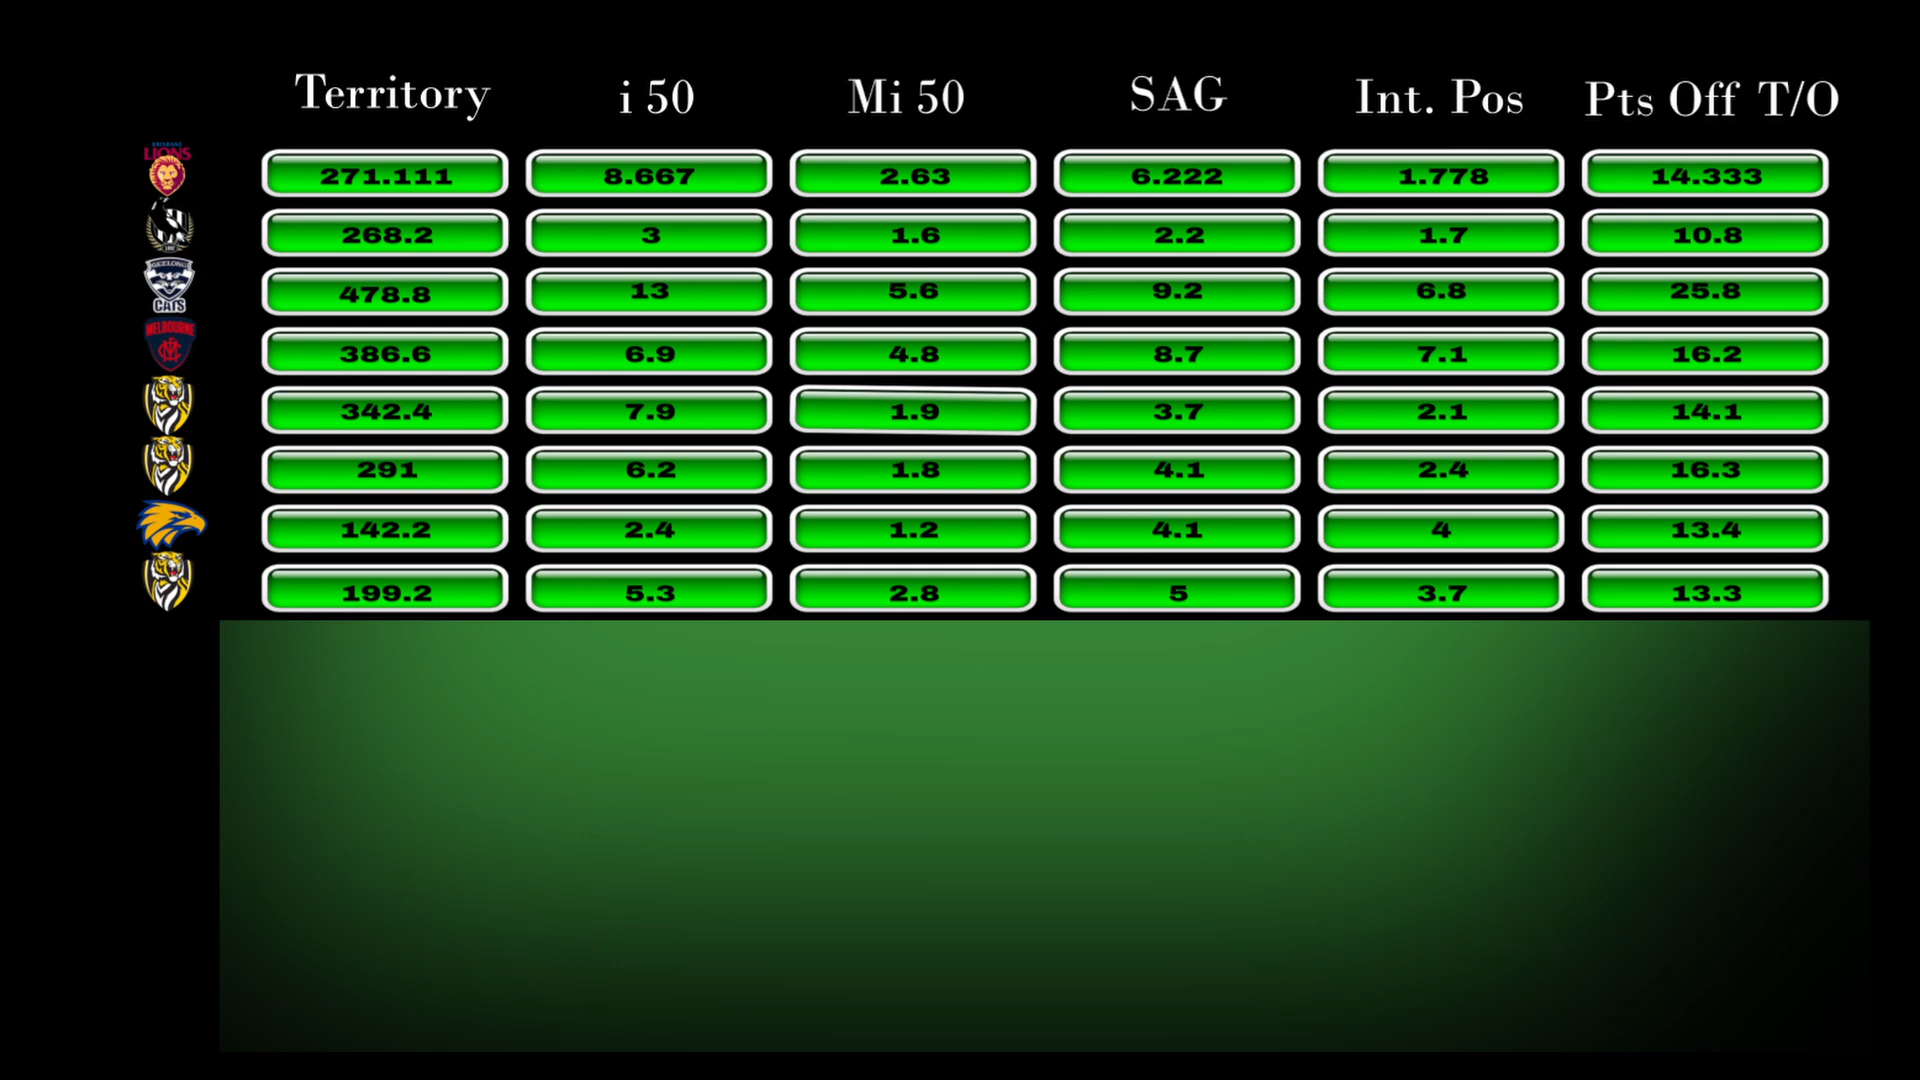 Territory i 50 Mi 50 SAG Int. Pos Pts Off T/O
BRISBANE
LIONS
271.111 8.667 2.63 6.222 1.778 14.333
268.2 3 1.6 2.2 1.7 10.8
GEELONG
CATS
478.8 13 5.6 9.2 6.8 25.8
MELBOURNE
386.6 6.9 4.8 8.7 7.1 16.2
342.4 7.9 1.9 3.7 2.1 14.1
291 6.2 1.8 4.1 2.4 16.3
142.2 2.4 1.2 4.1 4 13.4
199.2 5.3 2.8 5 3.7 13.3